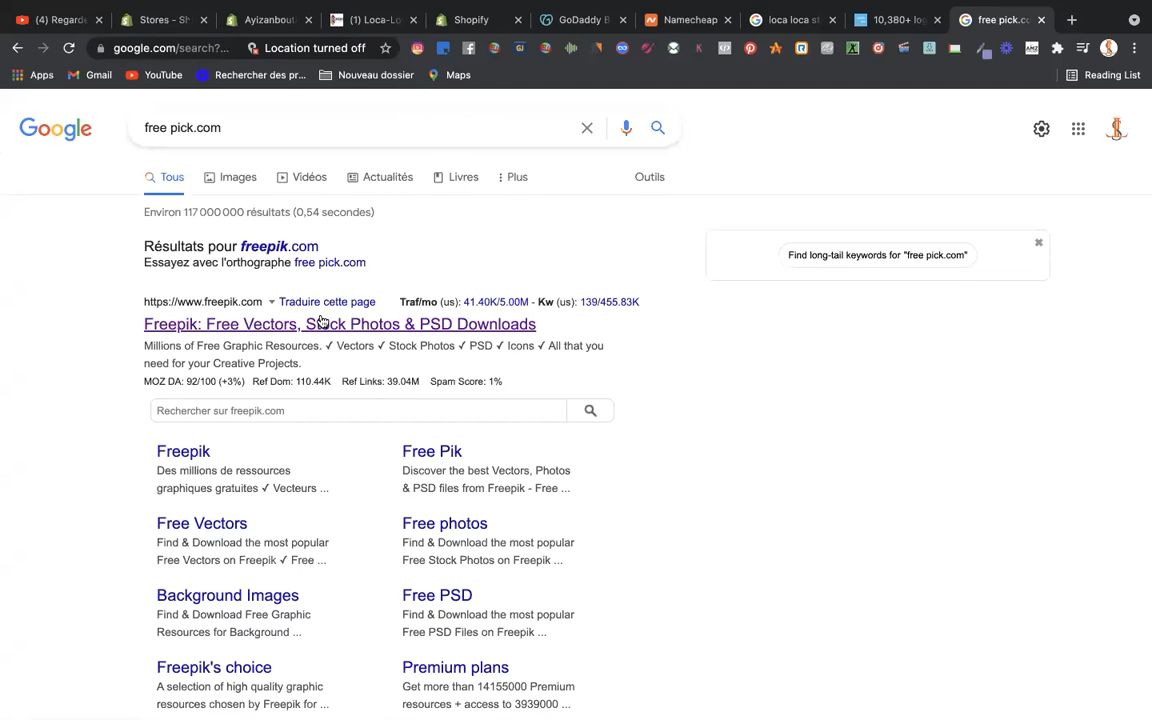 (4) Regarde
Stores - Sh
Ayizanbout
(1) Loca-Lo
Shopify
GoDaddy B
Namecheap
loca loca st
10,380+ log
free pick.co
google.com/search?...
Location turned off
Apps
Gmail
YouTube
Rechercher des pr...
Nouveau dossier
Maps
Reading List
Google
free pick.com
Tous
Images
Vidéos
Actualités
Livres
Plus
Outils
Environ 117 000 000 résultats (0,54 secondes)
Résultats pour freepik.com
Essayez avec l'orthographe free pick.com
Find long-tail keywords for "free pick.com"
https://www.freepik.com Traduire cette page Traf/mo (us): 41.40K/5.00M - Kw (us): 139/455.83K
Freepik: Free Vectors, Stock Photos & PSD Downloads
Millions of Free Graphic Resources. ✓ Vectors ✓ Stock Photos ✓ PSD ✓ Icons ✓ All that you
need for your Creative Projects.
MOZ DA: 92/100 (+3%) Ref Dom: 110.44K Ref Links: 39.04M Spam Score: 1%
Rechercher sur freepik.com
Freepik
Des millions de ressources
graphiques gratuites ✓ Vecteurs ...
Free Pik
Discover the best Vectors, Photos
& PSD files from Freepik - Free ...
Free Vectors
Find & Download the most popular
Free Vectors on Freepik ✓ Free ...
Free photos
Find & Download the most popular
Free Stock Photos on Freepik ...
Background Images
Find & Download Free Graphic
Resources for Background ...
Free PSD
Find & Download the most popular
Free PSD Files on Freepik ...
Freepik's choice
A selection of high quality graphic
resources chosen by Freepik for ...
Premium plans
Get more than 14155000 Premium
resources + access to 3939000 ...